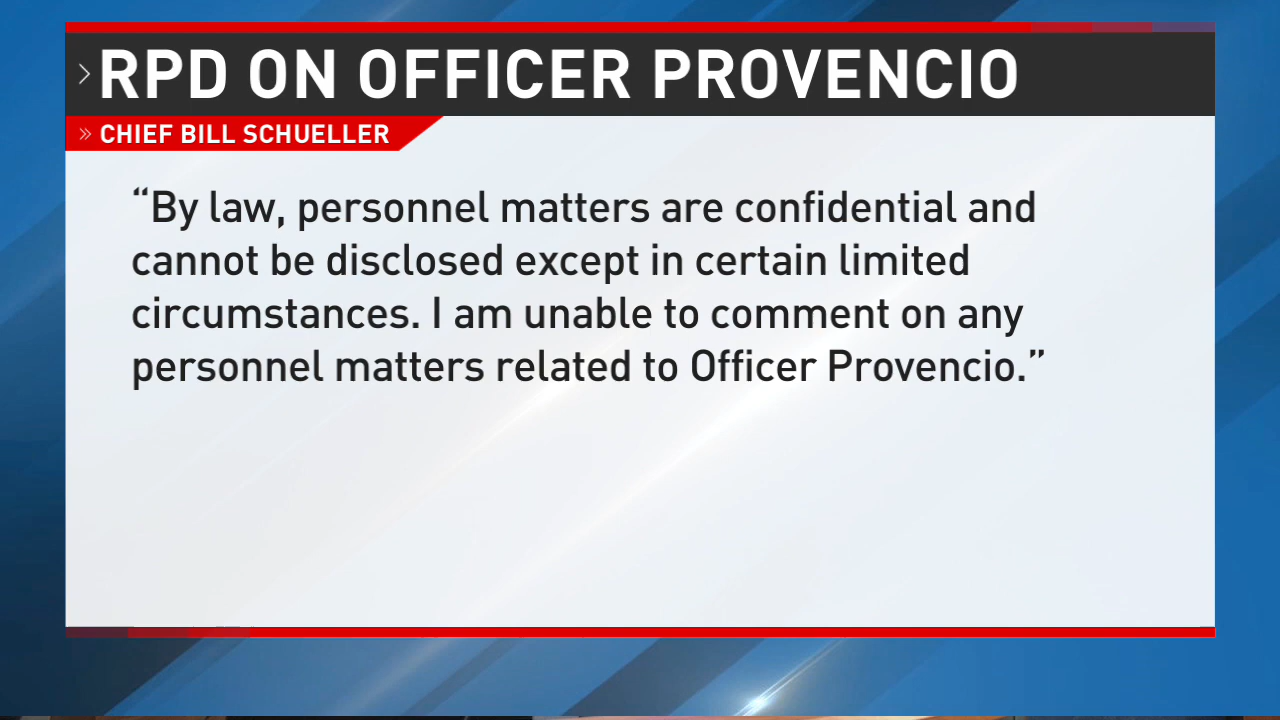 RPD ON OFFICER PROVENCIO
CHIEF BILL SCHUELLER
“By law, personnel matters are confidential and
cannot be disclosed except in certain limited
circumstances. I am unable to comment on any
personnel matters related to Officer Provencio.”